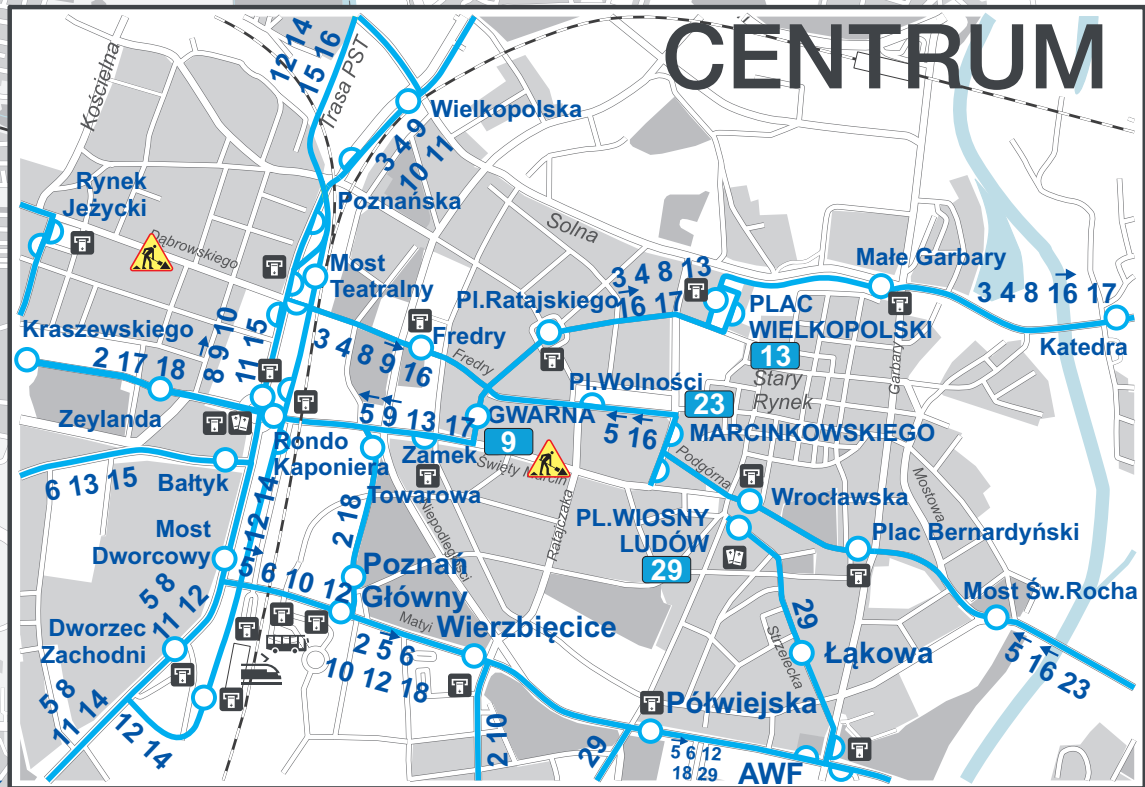 CENTRUM
Kościelna
12 14
15 16
Trasa PST
Wielkopolska
3 4 9
10 11
Rynek
Jeżycki
Poznańska
Dąbrowskiego
Solna
Most
Teatralny
3 4 8 13
→
16 17
Pl.Ratajskiego
PLAC
WIELKOPOLSKI
13
Małe Garbary
→
3 4 8 16 17
Katedra
Kraszewskiego
2 17 18
→
8 9 10
11 15
3 4 8 9 16
→
Fredry
Fredry
Pl.Wolności
Stary
Rynek
Garbary
Zeylanda
Rondo
Kaponiera
← ←
5 9 13 17
Zamek
GWARNA
9
← ←
5 16
23
MARCINKOWSKIEGO
Święty Marcin
Podgórna
Mostowa
6 13 15
Bałtyk
Towarowa
Niepodległości
Ratajczaka
Wrocławska
PL.WIOSNY
LUDÓW
29
Plac Bernardyński
Most
Dworcowy
→
5 12 14
2 18
→
5 6 10 12
Poznań
Główny
Matyi
Wierzbięcice
Most Św.Rocha
← ←
5 16 23
5 8
11 12
Dworzec
Zachodni
→
2 5 6
10 12 18
29
Strzelecka
Łąkowa
5 8
11 14
12 14
2 10
Półwiejska
29
→
5 6 12
18 29
AWF